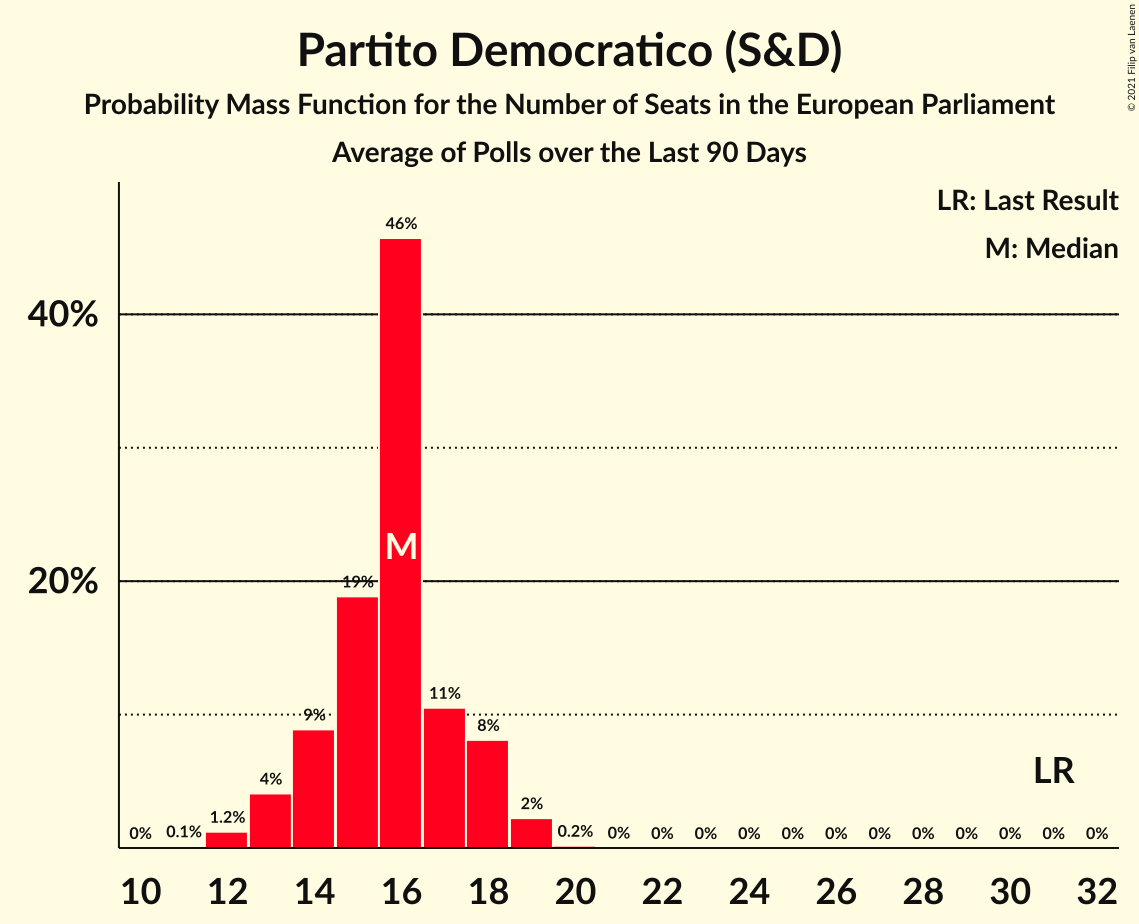 Partito Democratico (S&D)
Probability Mass Function for the Number of Seats in the European Parliament
Average of Polls over the Last 90 Days
© 2021 Filip van Laenen
LR: Last Result
M: Median
46%
40%
M
20%
19%
11%
9%
8%
4%
2%
LR
0% 0.1% 1.2% 0.2% 0% 0% 0% 0% 0% 0% 0% 0% 0% 0% 0% 0%
10 12 14 16 18 20 22 24 26 28 30 32